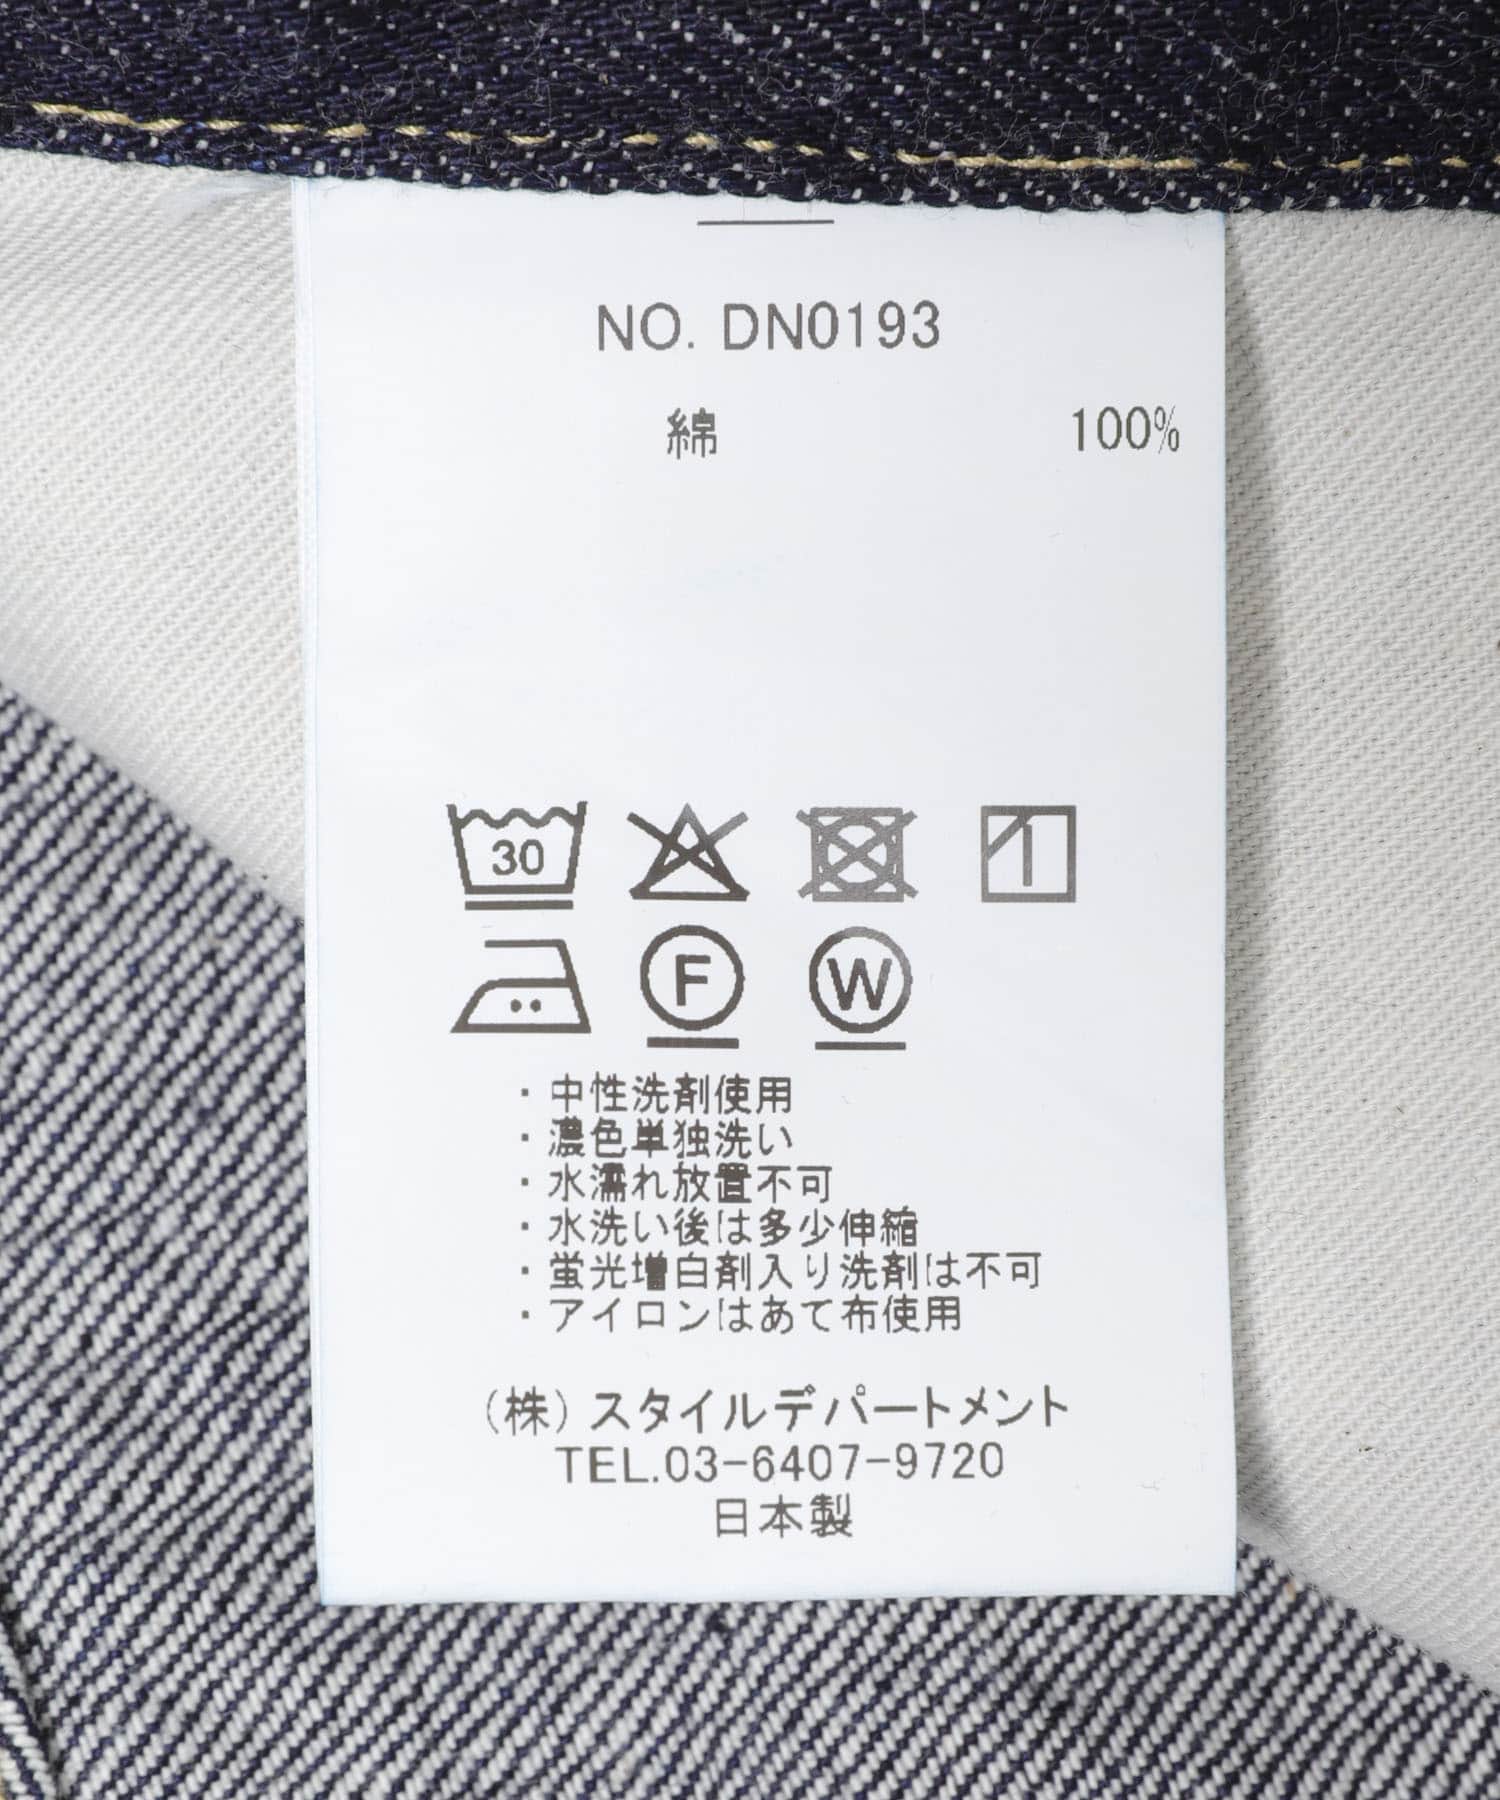 NO. DN0193
綿 100%
30
F W
・中性洗剤使用
・濃色単独洗い
・水濡れ放置不可
・水洗い後は多少伸縮
・蛍光増白剤入り洗剤は不可
・アイロンはあて布使用
(株) スタイルデパートメント
TEL.03-6407-9720
日本製